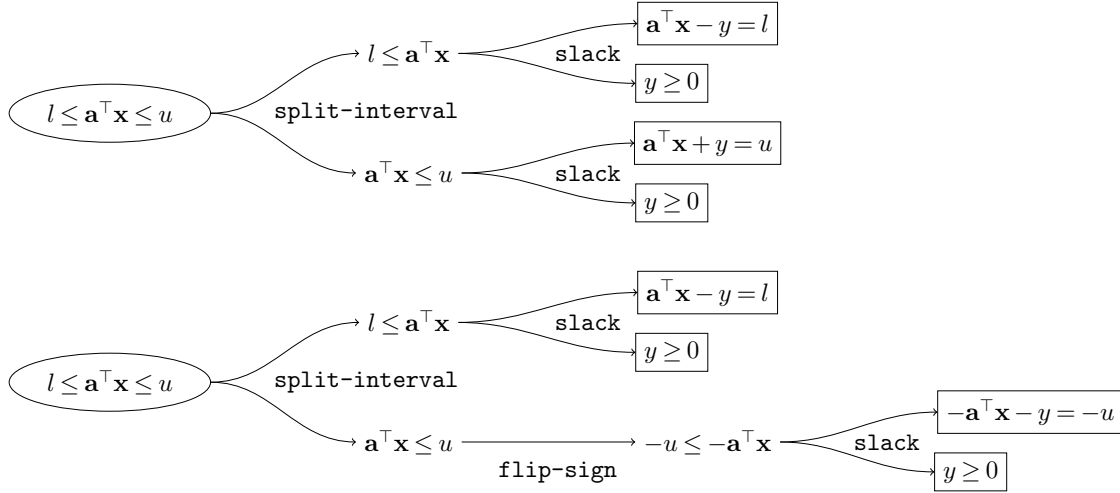 l ≤ a⊤x ≤ u
split-interval
l ≤ a⊤x
slack
a⊤x − y = l
y ≥ 0
a⊤x ≤ u
slack
a⊤x + y = u
y ≥ 0
l ≤ a⊤x ≤ u
split-interval
l ≤ a⊤x
slack
a⊤x − y = l
y ≥ 0
a⊤x ≤ u
flip-sign
−u ≤ −a⊤x
slack
−a⊤x − y = −u
y ≥ 0